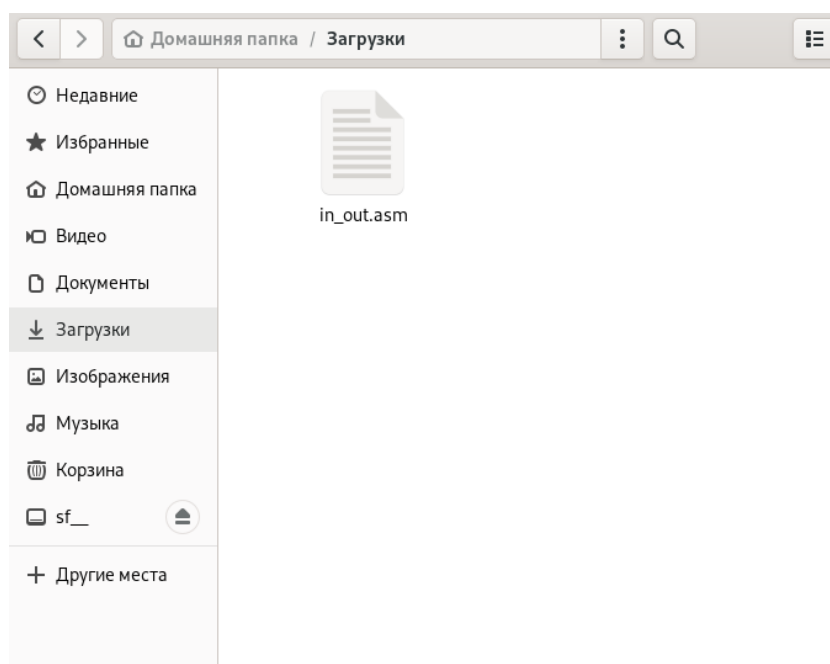 Домашняя папка / Загрузки
Недавние
Избранные
Домашняя папка
Видео
Документы
Загрузки
Изображения
Музыка
Корзина
sf__
Другие места
in_out.asm